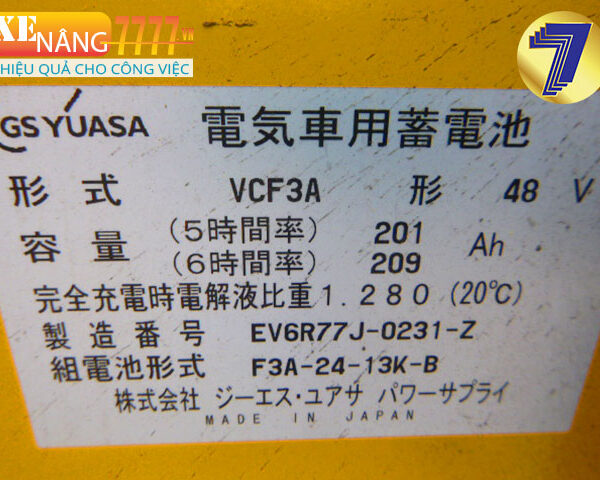 XE
NÂNG7777.VN
HIỆU QUẢ CHO CÔNG VIỆC
7
GS YUASA 電気車用蓄電池
形式 VCF3A 形 48 V
容量 (5時間率) 201 Ah
(6時間率) 209
完全充電時電解液比重1.280 (20℃)
製造番号 EV6R77J-0231-Z
組電池形式 F3A-24-13K-B
株式会社 ジーエス・ユアサ パワーサプライ
MADE IN JAPAN